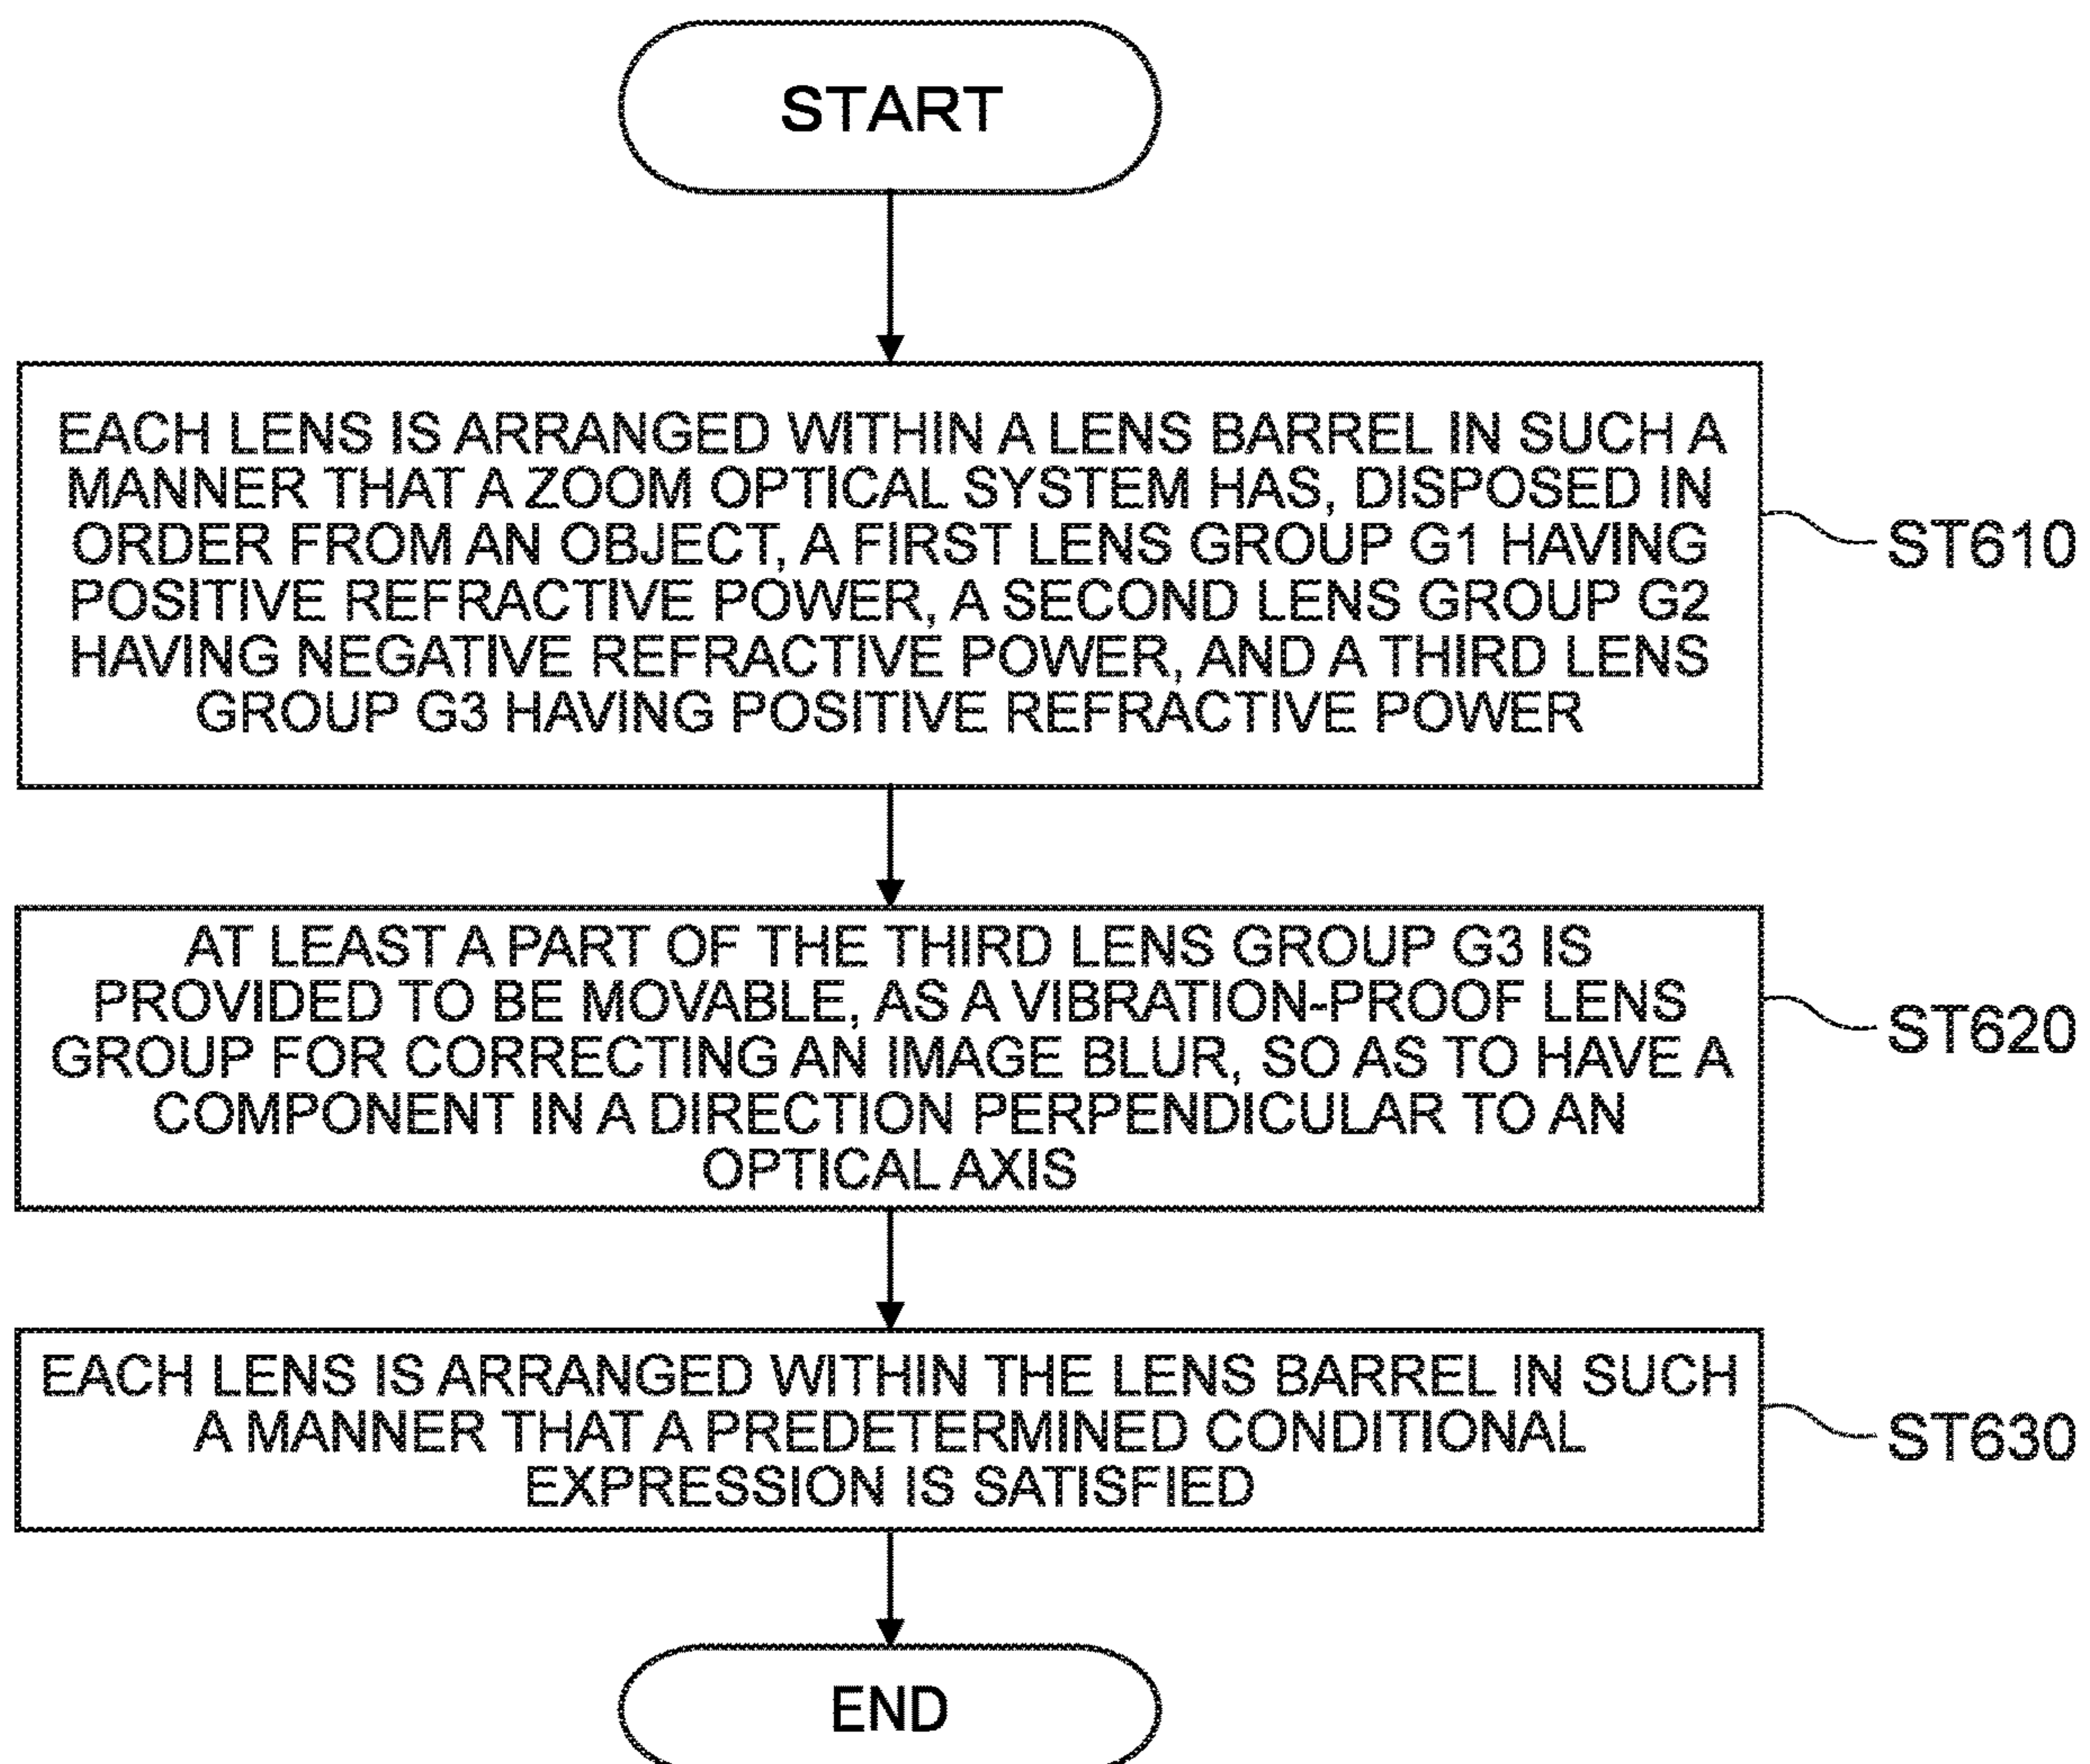 START
EACH LENS IS ARRANGED WITHIN A LENS BARREL IN SUCH A
MANNER THAT A ZOOM OPTICAL SYSTEM HAS, DISPOSED IN
ORDER FROM AN OBJECT, A FIRST LENS GROUP G1 HAVING
POSITIVE REFRACTIVE POWER, A SECOND LENS GROUP G2
HAVING NEGATIVE REFRACTIVE POWER, AND A THIRD LENS
GROUP G3 HAVING POSITIVE REFRACTIVE POWER
ST610
AT LEAST A PART OF THE THIRD LENS GROUP G3 IS
PROVIDED TO BE MOVABLE, AS A VIBRATION-PROOF LENS
GROUP FOR CORRECTING AN IMAGE BLUR, SO AS TO HAVE A
COMPONENT IN A DIRECTION PERPENDICULAR TO AN
OPTICAL AXIS
ST620
EACH LENS IS ARRANGED WITHIN THE LENS BARREL IN SUCH
A MANNER THAT A PREDETERMINED CONDITIONAL
EXPRESSION IS SATISFIED
ST630
END